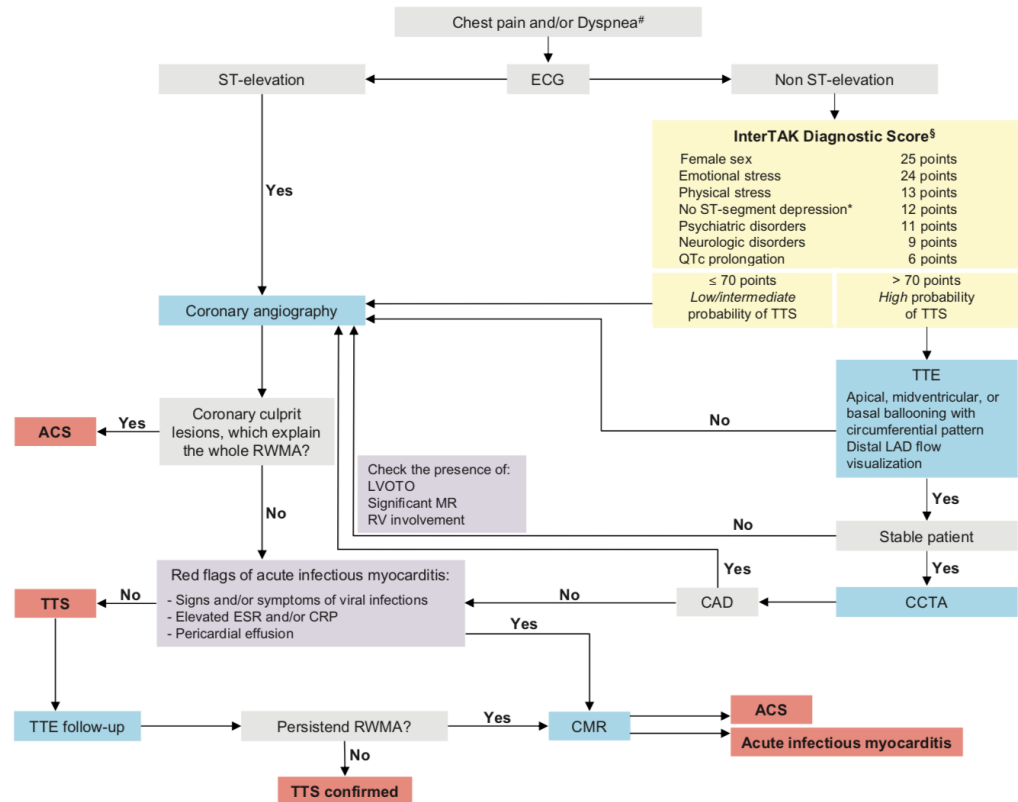 Chest pain and/or Dyspnea#
ST-elevation
ECG
Non ST-elevation
InterTAK Diagnostic Score§
Female sex 25 points
Emotional stress 24 points
Physical stress 13 points
No ST-segment depression* 12 points
Psychiatric disorders 11 points
Neurologic disorders 9 points
QTc prolongation 6 points
Yes
≤ 70 points
Low/intermediate
probability of TTS
> 70 points
High probability
of TTS
Coronary angiography
TTE
Apical, midventricular, or
basal ballooning with
circumferential pattern
Distal LAD flow
visualization
No
ACS
Yes
Coronary culprit
lesions, which explain
the whole RWMA?
Check the presence of:
LVOTO
Significant MR
RV involvement
Yes
No
No
Stable patient
Yes
Red flags of acute infectious myocarditis:
- Signs and/or symptoms of viral infections
- Elevated ESR and/or CRP
- Pericardial effusion
Yes
TTS
No
No
CAD
CCTA
Yes
TTE follow-up
Persistend RWMA?
Yes
CMR
ACS
Acute infectious myocarditis
No
TTS confirmed